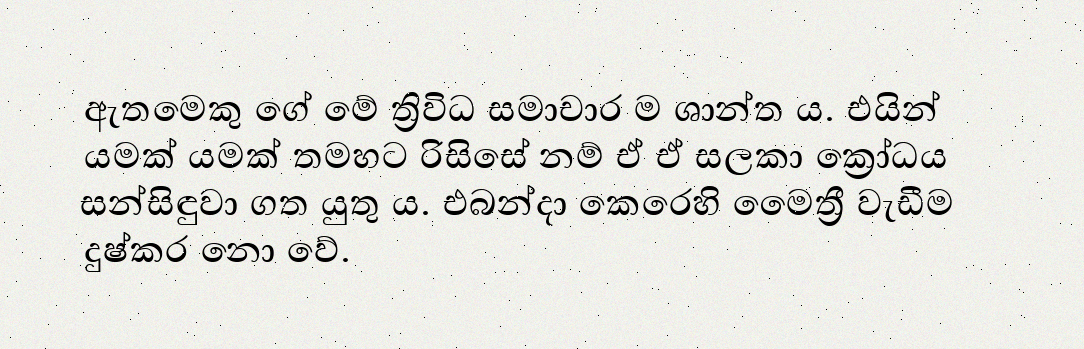 ඇතමෙකු ගේ මේ ත්‍රිවිධ සමාචාර ම ශාන්ත ය. එයින්
යමක් යමක් තමහට රිසිසේ නම් ඒ ඒ සලකා ක්‍රෝධය
සන්සිඳුවා ගත යුතු ය. එබන්දා කෙරෙහි මෛත්‍රී වැඩීම
දුෂ්කර නො වේ.